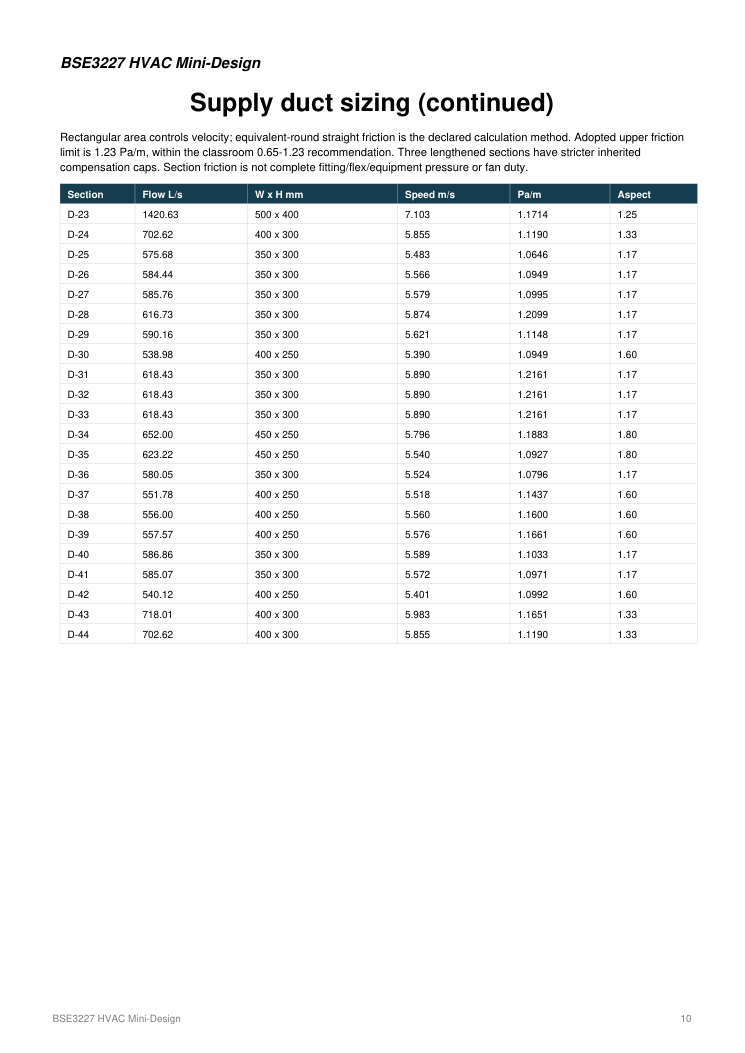 BSE3227 HVAC Mini-Design
Supply duct sizing (continued)
Rectangular area controls velocity; equivalent-round straight friction is the declared calculation method. Adopted upper friction
limit is 1.23 Pa/m, within the classroom 0.65-1.23 recommendation. Three lengthened sections have stricter inherited
compensation caps. Section friction is not complete fitting/flex/equipment pressure or fan duty.
Section Flow L/s W x H mm Speed m/s Pa/m Aspect
D-23 1420.63 500 x 400 7.103 1.1714 1.25
D-24 702.62 400 x 300 5.855 1.1190 1.33
D-25 575.68 350 x 300 5.483 1.0646 1.17
D-26 584.44 350 x 300 5.566 1.0949 1.17
D-27 585.76 350 x 300 5.579 1.0995 1.17
D-28 616.73 350 x 300 5.874 1.2099 1.17
D-29 590.16 350 x 300 5.621 1.1148 1.17
D-30 538.98 400 x 250 5.390 1.0949 1.60
D-31 618.43 350 x 300 5.890 1.2161 1.17
D-32 618.43 350 x 300 5.890 1.2161 1.17
D-33 618.43 350 x 300 5.890 1.2161 1.17
D-34 652.00 450 x 250 5.796 1.1883 1.80
D-35 623.22 450 x 250 5.540 1.0927 1.80
D-36 580.05 350 x 300 5.524 1.0796 1.17
D-37 551.78 400 x 250 5.518 1.1437 1.60
D-38 556.00 400 x 250 5.560 1.1600 1.60
D-39 557.57 400 x 250 5.576 1.1661 1.60
D-40 586.86 350 x 300 5.589 1.1033 1.17
D-41 585.07 350 x 300 5.572 1.0971 1.17
D-42 540.12 400 x 250 5.401 1.0992 1.60
D-43 718.01 400 x 300 5.983 1.1651 1.33
D-44 702.62 400 x 300 5.855 1.1190 1.33
BSE3227 HVAC Mini-Design 10